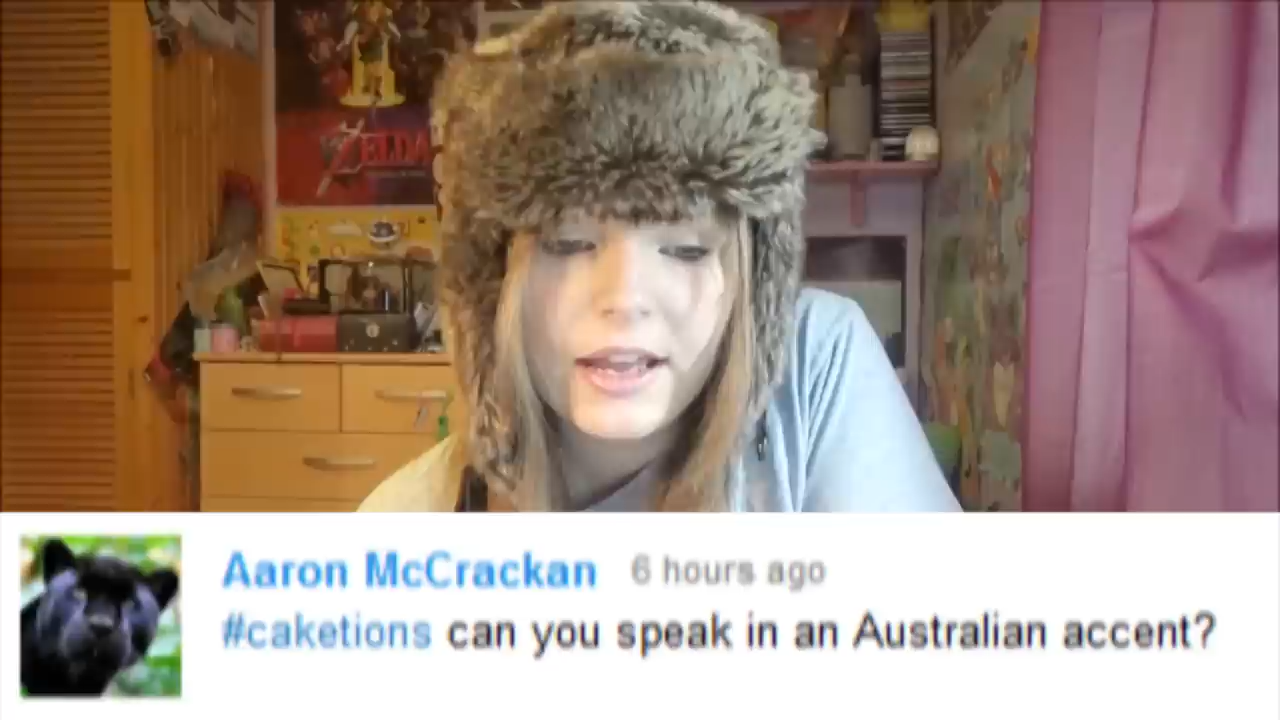 ZELDA
Aaron McCrackan 6 hours ago
#caketions can you speak in an Australian accent?